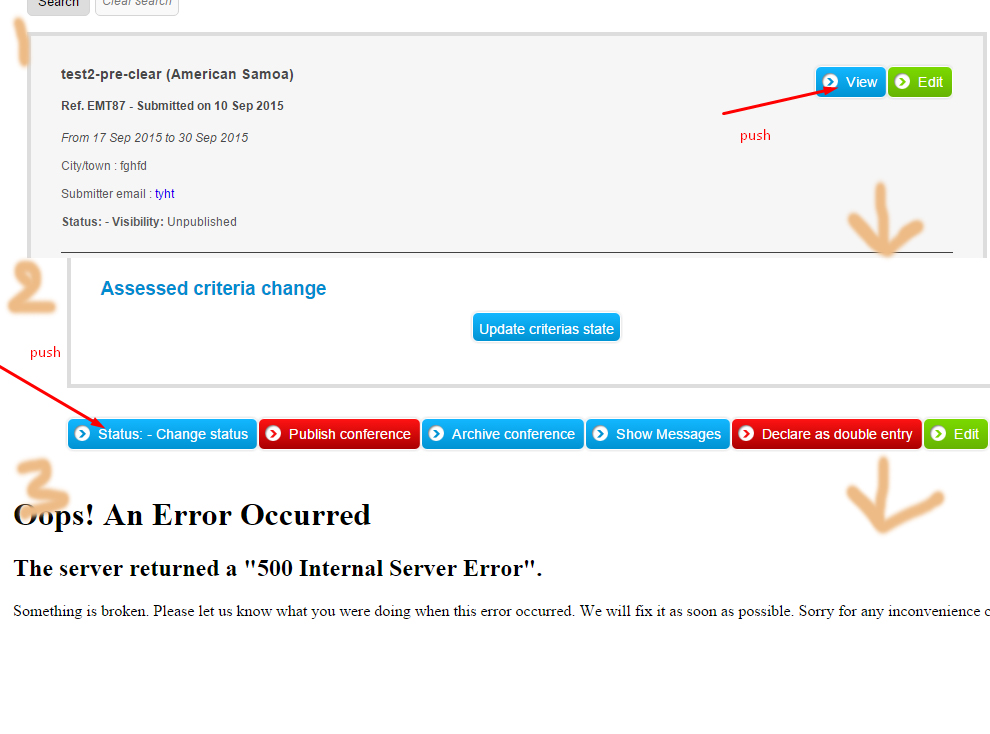 Search Clear search
1
test2-pre-clear (American Samoa)
View Edit
Ref. EMT87 - Submitted on 10 Sep 2015
push
From 17 Sep 2015 to 30 Sep 2015
City/town : fghfd
Submitter email : tyht
Status: - Visibility: Unpublished
2
Assessed criteria change
Update criterias state
push
Status: - Change status Publish conference Archive conference Show Messages Declare as double entry Edit
3
Oops! An Error Occurred
The server returned a "500 Internal Server Error".
Something is broken. Please let us know what you were doing when this error occurred. We will fix it as soon as possible. Sorry for any inconvenience c